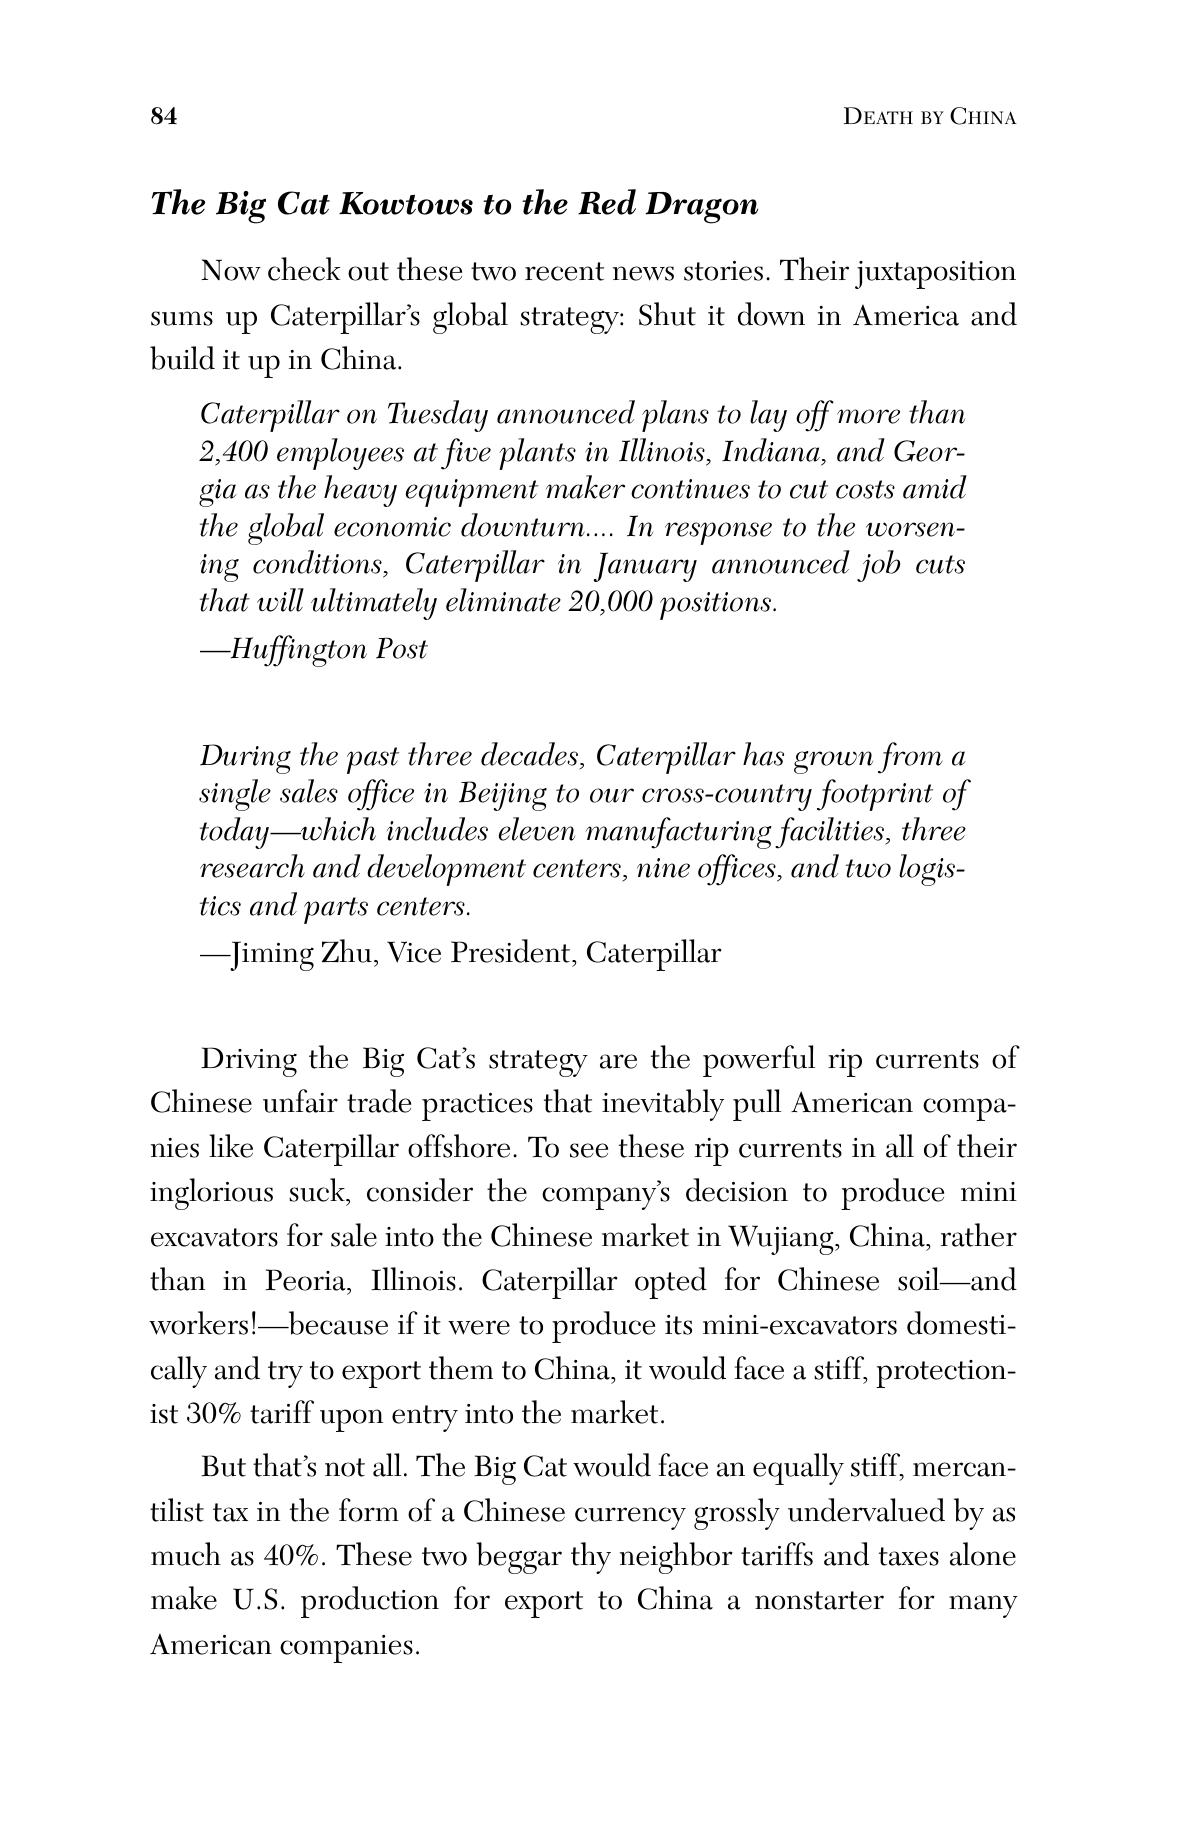 84 DEATH BY CHINA
The Big Cat Kowtows to the Red Dragon
Now check out these two recent news stories. Their juxtaposition
sums up Caterpillar’s global strategy: Shut it down in America and
build it up in China.
Caterpillar on Tuesday announced plans to lay off more than
2,400 employees at five plants in Illinois, Indiana, and Geor-
gia as the heavy equipment maker continues to cut costs amid
the global economic downturn.... In response to the worsen-
ing conditions, Caterpillar in January announced job cuts
that will ultimately eliminate 20,000 positions.
—Huffington Post
During the past three decades, Caterpillar has grown from a
single sales office in Beijing to our cross-country footprint of
today—which includes eleven manufacturing facilities, three
research and development centers, nine offices, and two logis-
tics and parts centers.
—Jiming Zhu, Vice President, Caterpillar
Driving the Big Cat’s strategy are the powerful rip currents of
Chinese unfair trade practices that inevitably pull American compa-
nies like Caterpillar offshore. To see these rip currents in all of their
inglorious suck, consider the company’s decision to produce mini
excavators for sale into the Chinese market in Wujiang, China, rather
than in Peoria, Illinois. Caterpillar opted for Chinese soil—and
workers!—because if it were to produce its mini-excavators domesti-
cally and try to export them to China, it would face a stiff, protection-
ist 30% tariff upon entry into the market.
But that’s not all. The Big Cat would face an equally stiff, mercan-
tilist tax in the form of a Chinese currency grossly undervalued by as
much as 40%. These two beggar thy neighbor tariffs and taxes alone
make U.S. production for export to China a nonstarter for many
American companies.